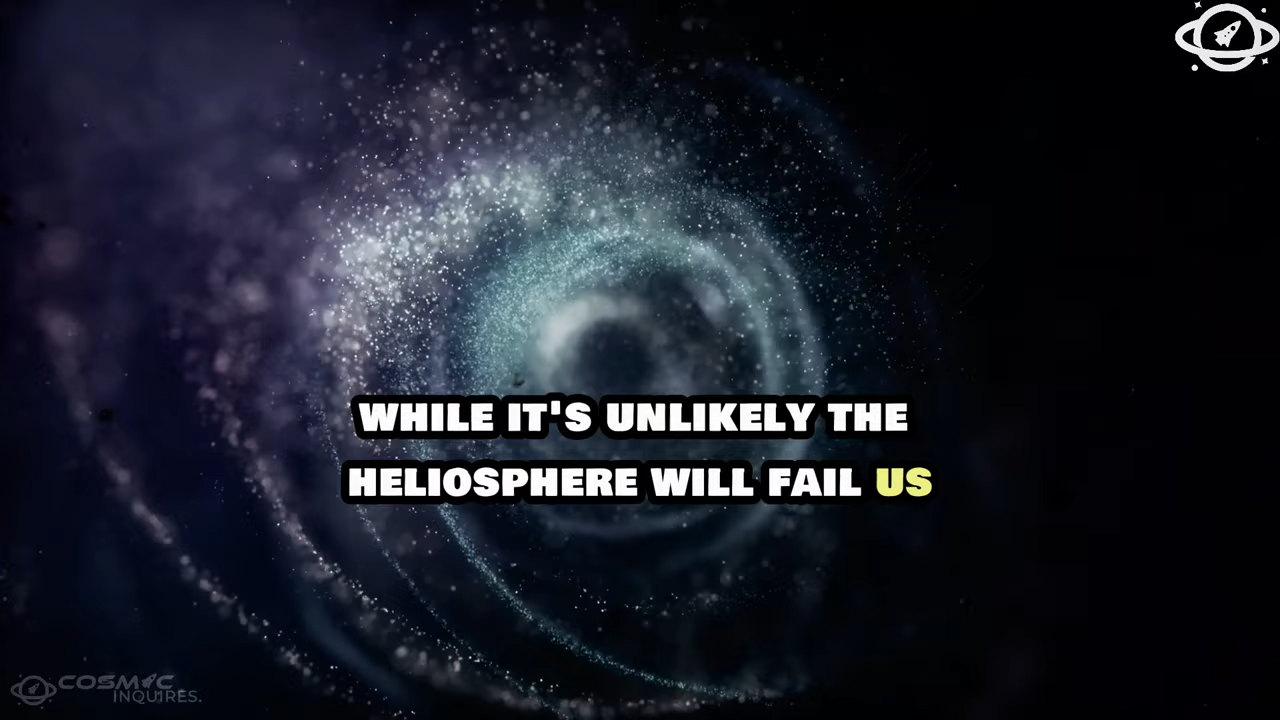 WHILE IT'S UNLIKELY THE
HELIOSPHERE WILL FAIL US
COSMIC
INQUIRES.